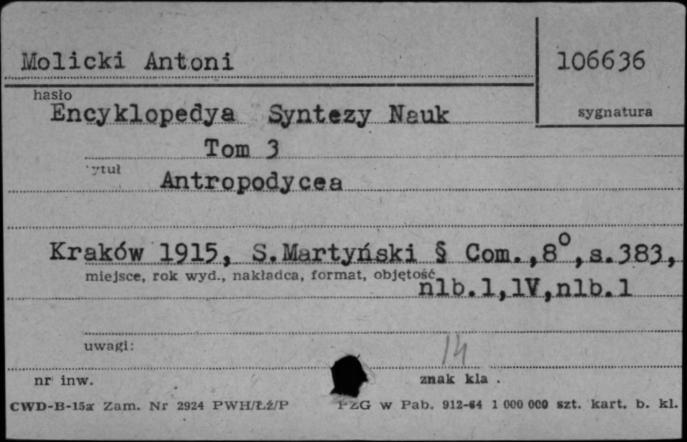 Molicki Antoni
106636
hasło
sygnatura
Encyklopedya Syntezy Nauk
Tom 3
tytuł
Antropodycea
Kraków 1915, S.Martyński § Com.,8°,s.383,
miejsce, rok wyd., nakładca, format, objętość
nlb.1,lV,nlb.1
uwagi:
14
nr inw.
znak kla .
CWD-B-15a Zam. Nr 2924 PWH/Łź/P
PZG w Pab. 912-64 1 000 000 szt. kart. b. kl.